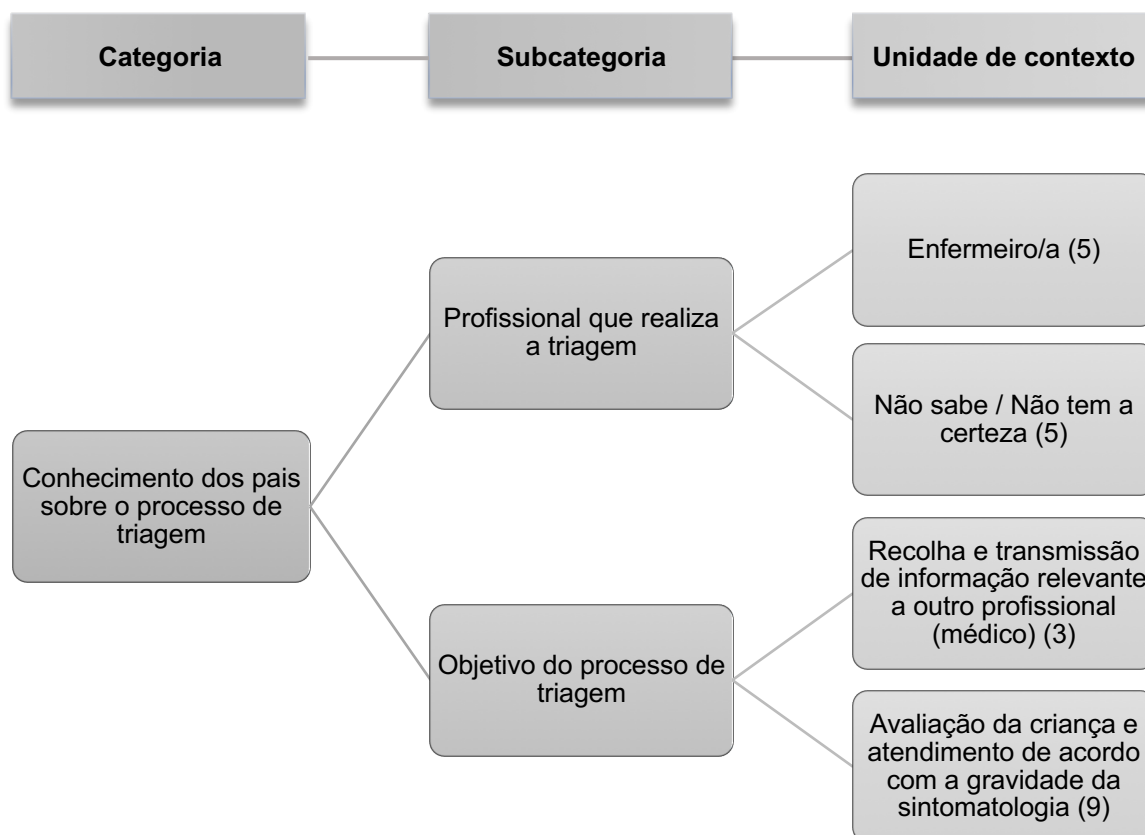 Categoria
Subcategoria
Unidade de contexto
Enfermeiro/a (5)
Profissional que realiza
a triagem
Não sabe / Não tem a
certeza (5)
Conhecimento dos pais
sobre o processo de
triagem
Recolha e transmissão
de informação relevante
a outro profissional
(médico) (3)
Objetivo do processo de
triagem
Avaliação da criança e
atendimento de acordo
com a gravidade da
sintomatologia (9)